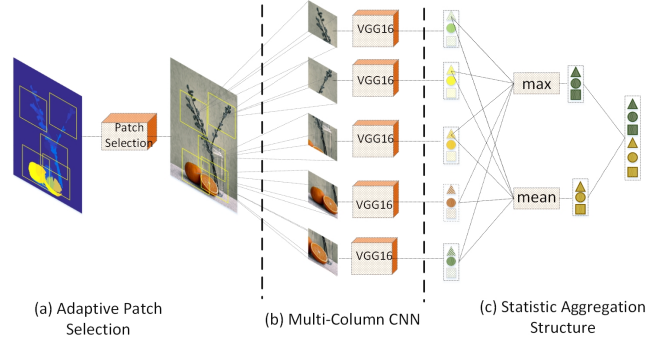 Patch
Selection
VGG16
VGG16
VGG16
VGG16
VGG16
max
mean
(a) Adaptive Patch
Selection
(b) Multi-Column CNN
(c) Statistic Aggregation
Structure